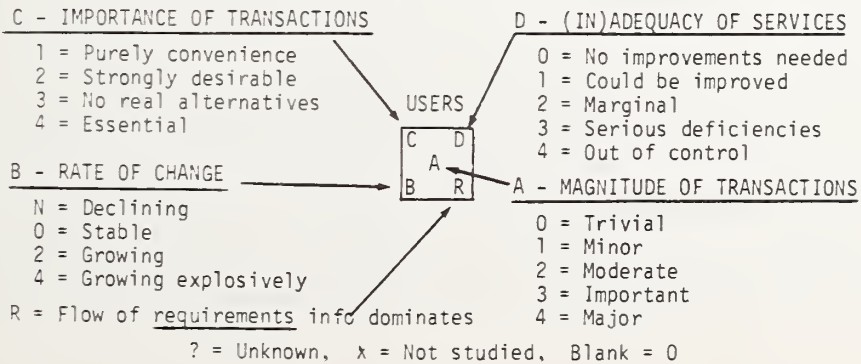 C - IMPORTANCE OF TRANSACTIONS
1 = Purely convenience
2 = Strongly desirable
3 = No real alternatives
4 = Essential
D - (IN)ADEQUACY OF SERVICES
0 = No improvements needed
1 = Could be improved
2 = Marginal
3 = Serious deficiencies
4 = Out of control
USERS
C D
A
B R
B - RATE OF CHANGE
N = Declining
0 = Stable
2 = Growing
4 = Growing explosively
A - MAGNITUDE OF TRANSACTIONS
0 = Trivial
1 = Minor
2 = Moderate
3 = Important
4 = Major
R = Flow of requirements info dominates
? = Unknown, x = Not studied, Blank = 0